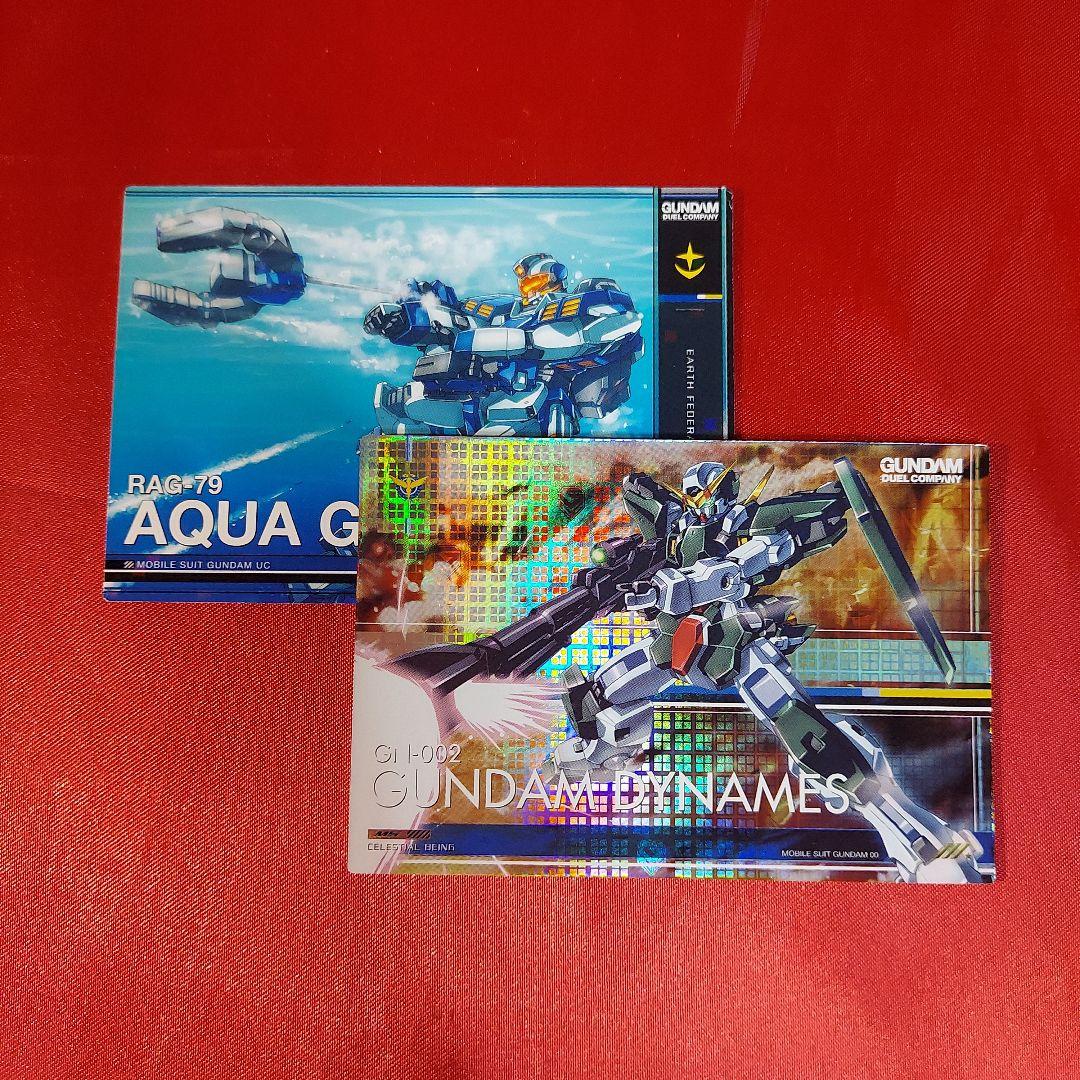 GUNDAM
DUEL COMPANY
EARTH FEDERA
RAG-79
AQUA G
MOBILE SUIT GUNDAM UC
GUNDAM
DUEL COMPANY
GN-002
GUNDAM DYNAMES
MS
CELESTIAL BEING
MOBILE SUIT GUNDAM 00